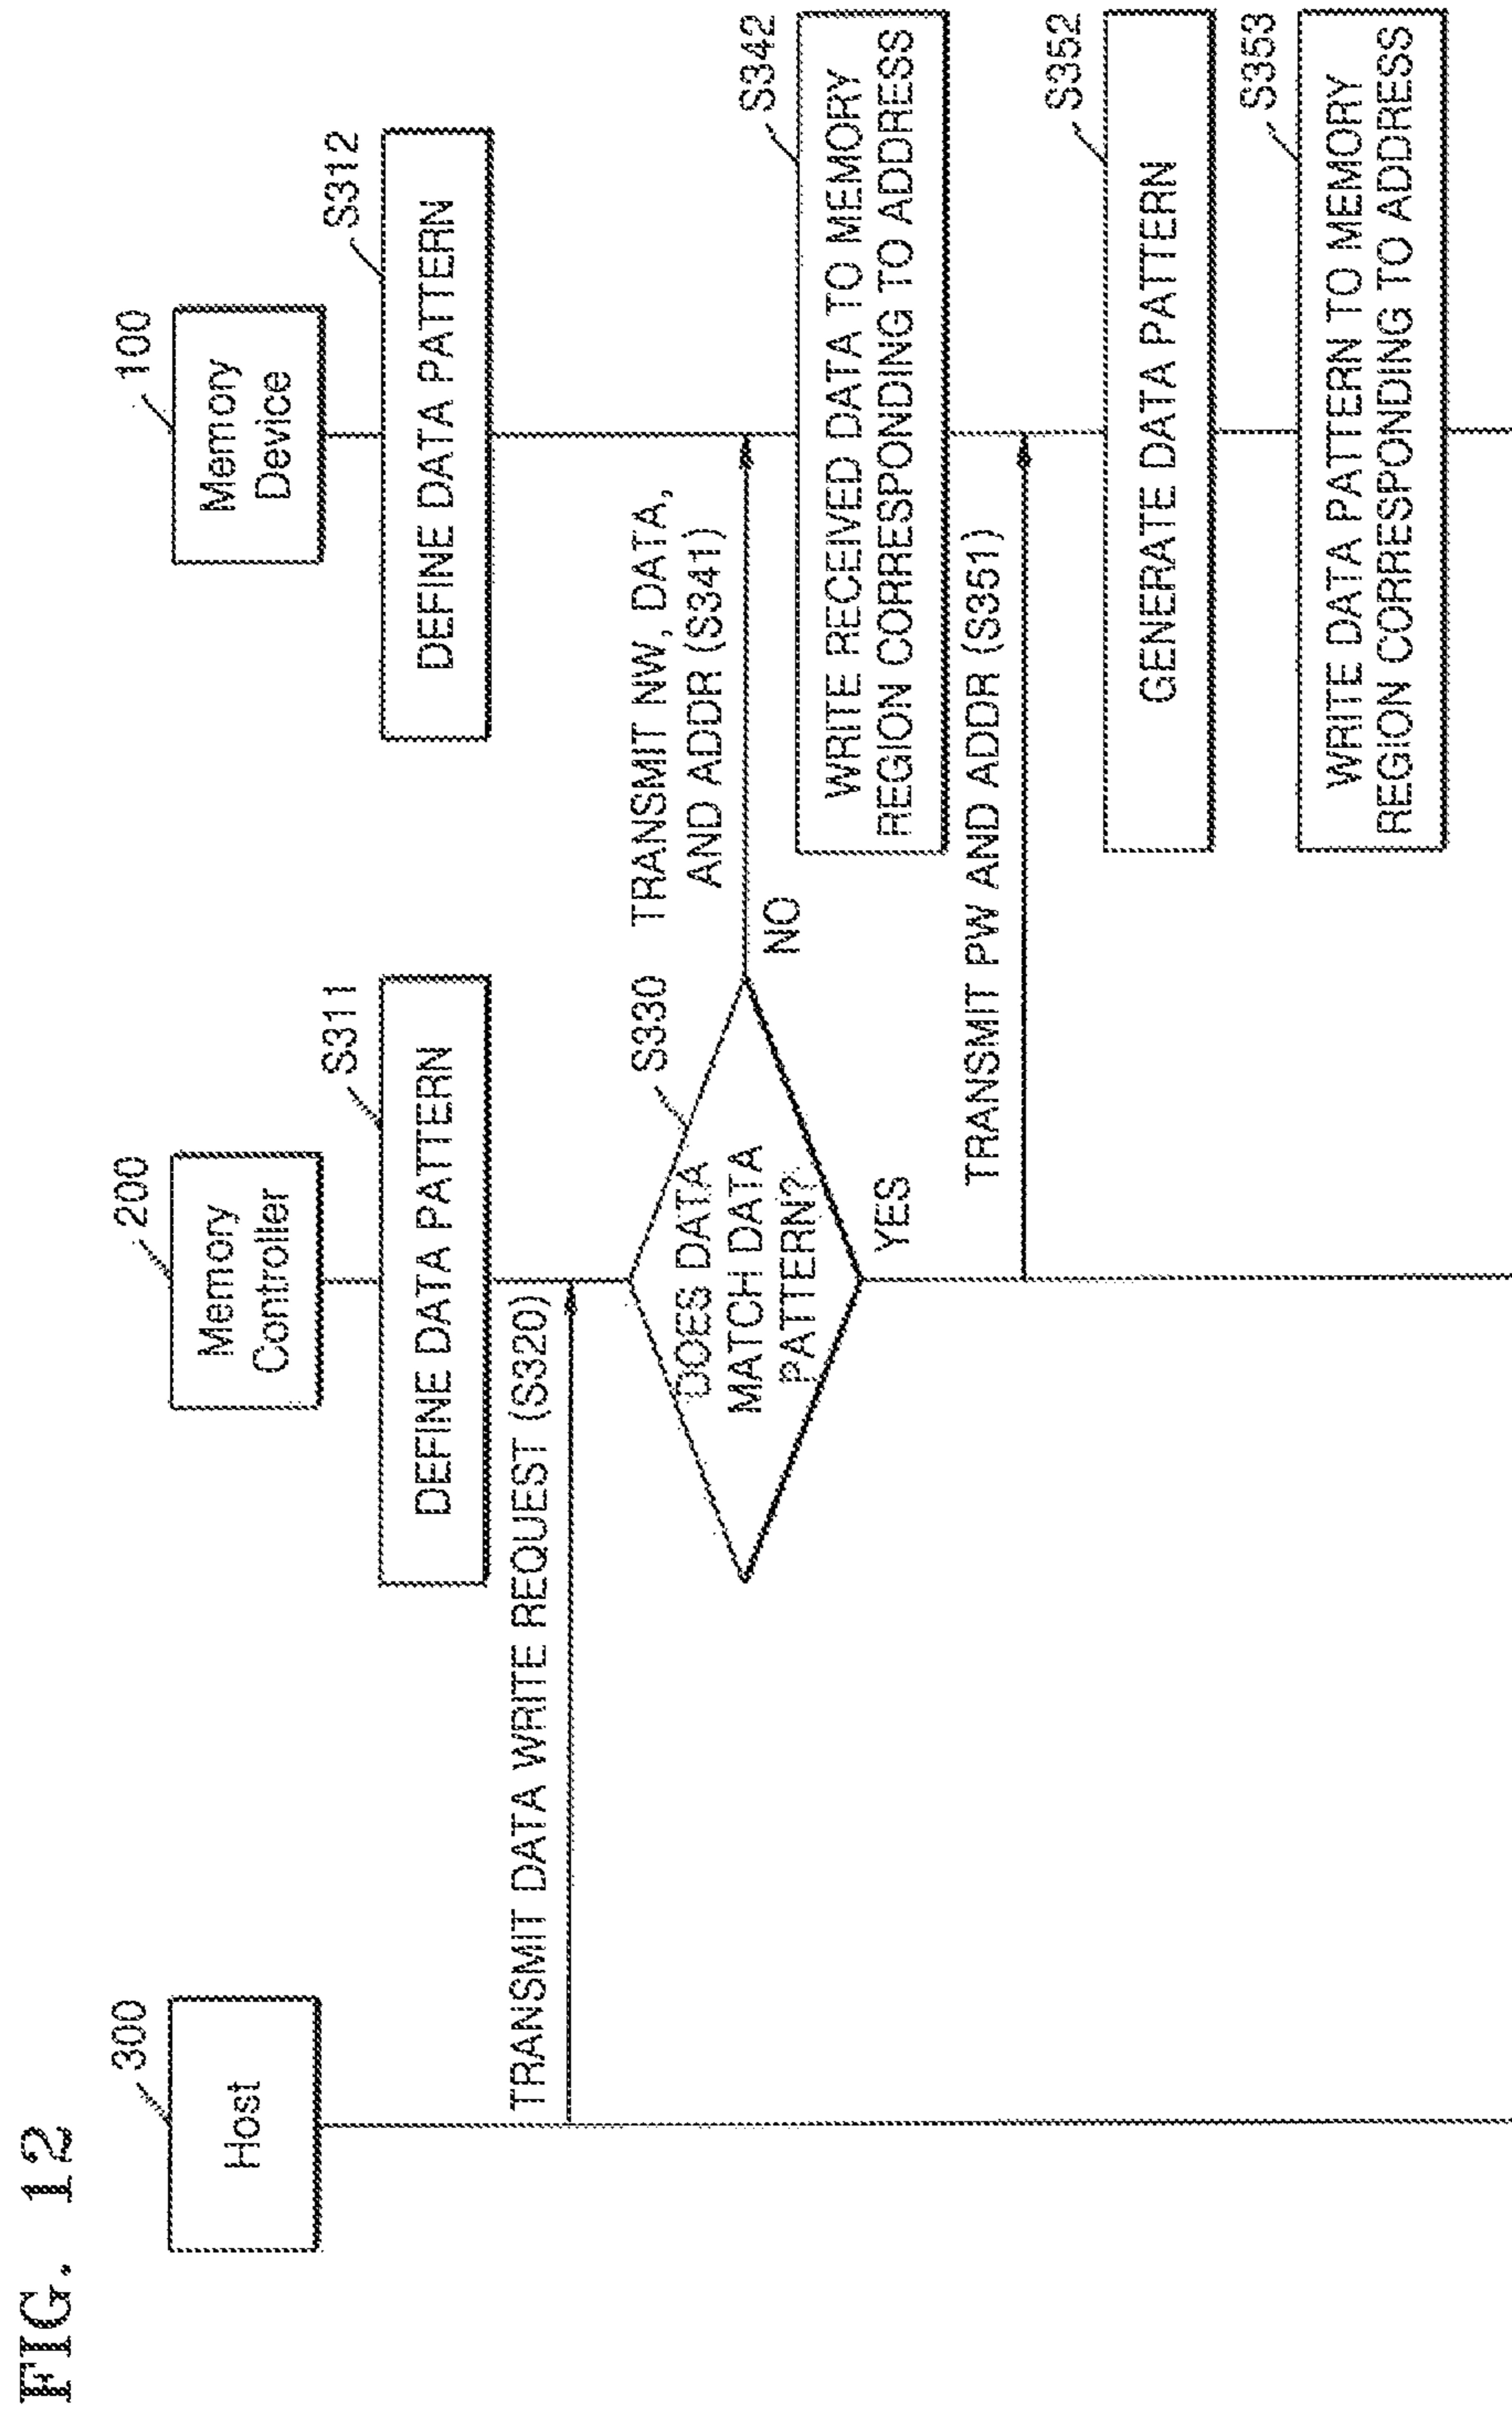 FIG. 12
300
Host
200
Memory
Controller
100
Memory
Device
S311
DEFINE DATA PATTERN
S312
DEFINE DATA PATTERN
TRANSMIT DATA WRITE REQUEST (S320)
S330
DOES DATA
MATCH DATA
PATTERN?
TRANSMIT NW, DATA,
AND ADDR (S341)
NO
S342
WRITE RECEIVED DATA TO MEMORY
REGION CORRESPONDING TO ADDRESS
YES
TRANSMIT PW AND ADDR (S351)
S352
GENERATE DATA PATTERN
S353
WRITE DATA PATTERN TO MEMORY
REGION CORRESPONDING TO ADDRESS